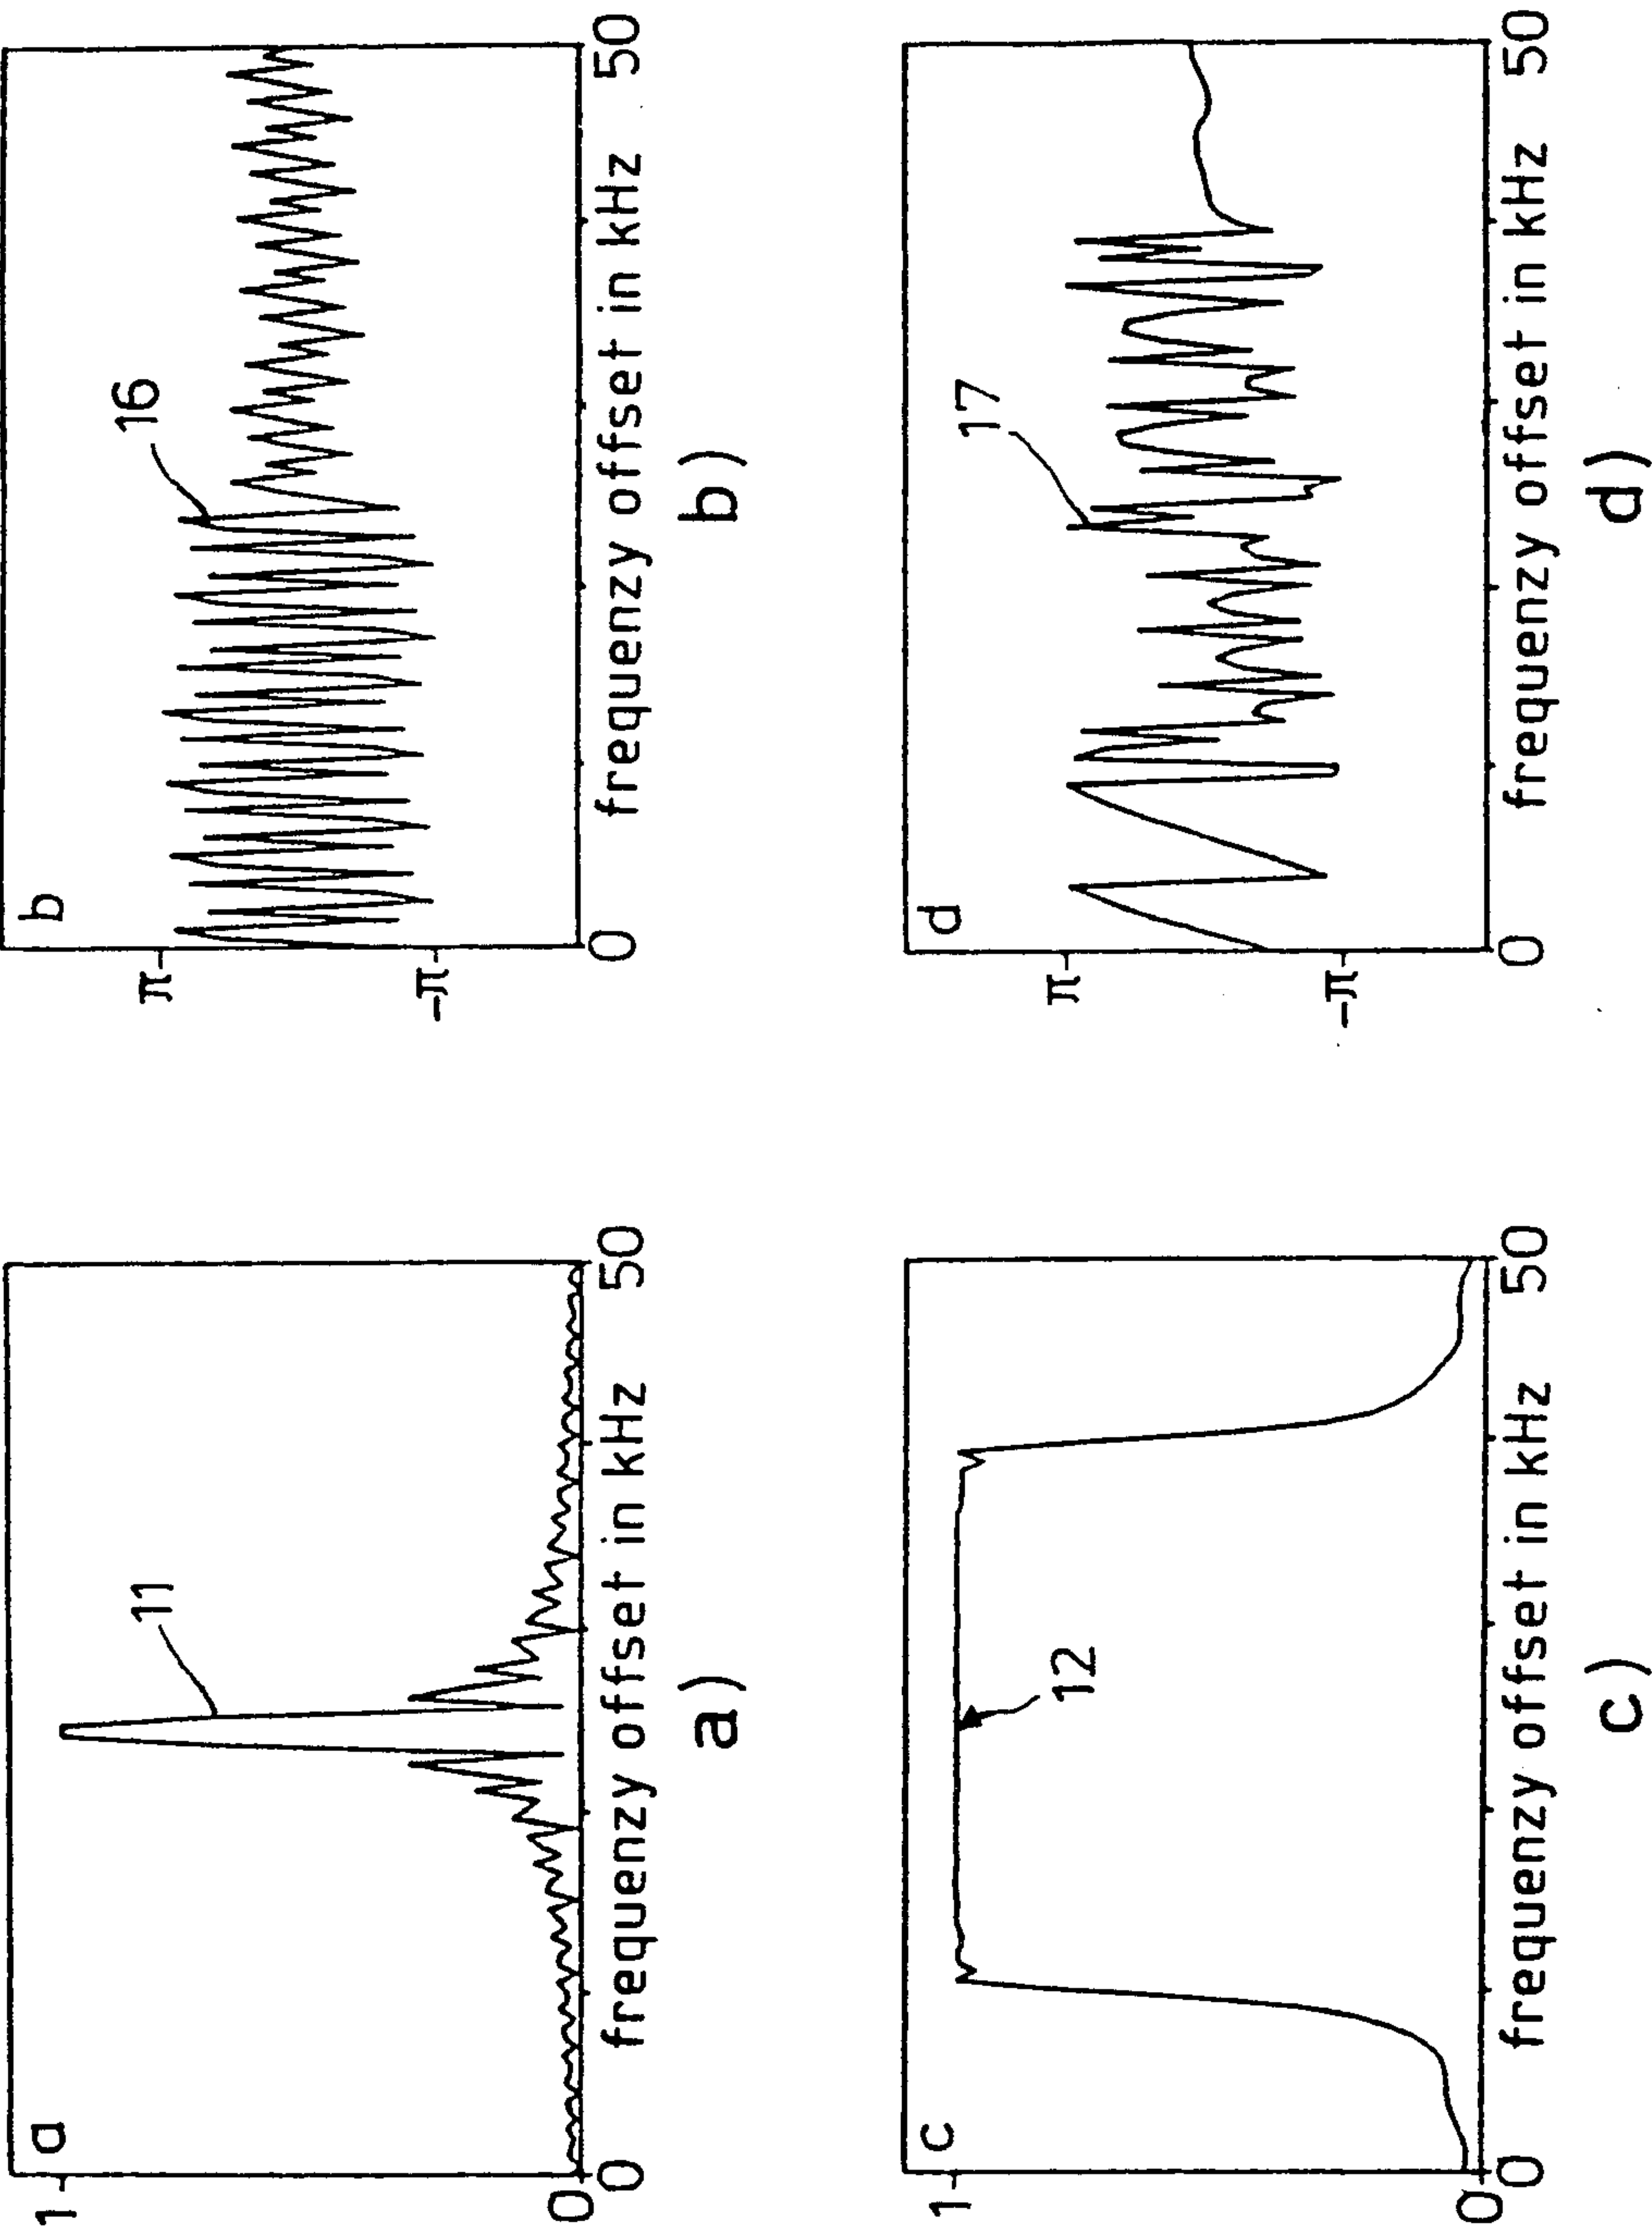 a
1
11
0
0
50
frequenzy offset in kHz
a)
b
π
16
-π
0
50
frequenzy offset in kHz
b)
c
1
12
0
0
50
frequenzy offset in kHz
c)
d
π
17
-π
0
50
frequenzy offset in kHz
d)